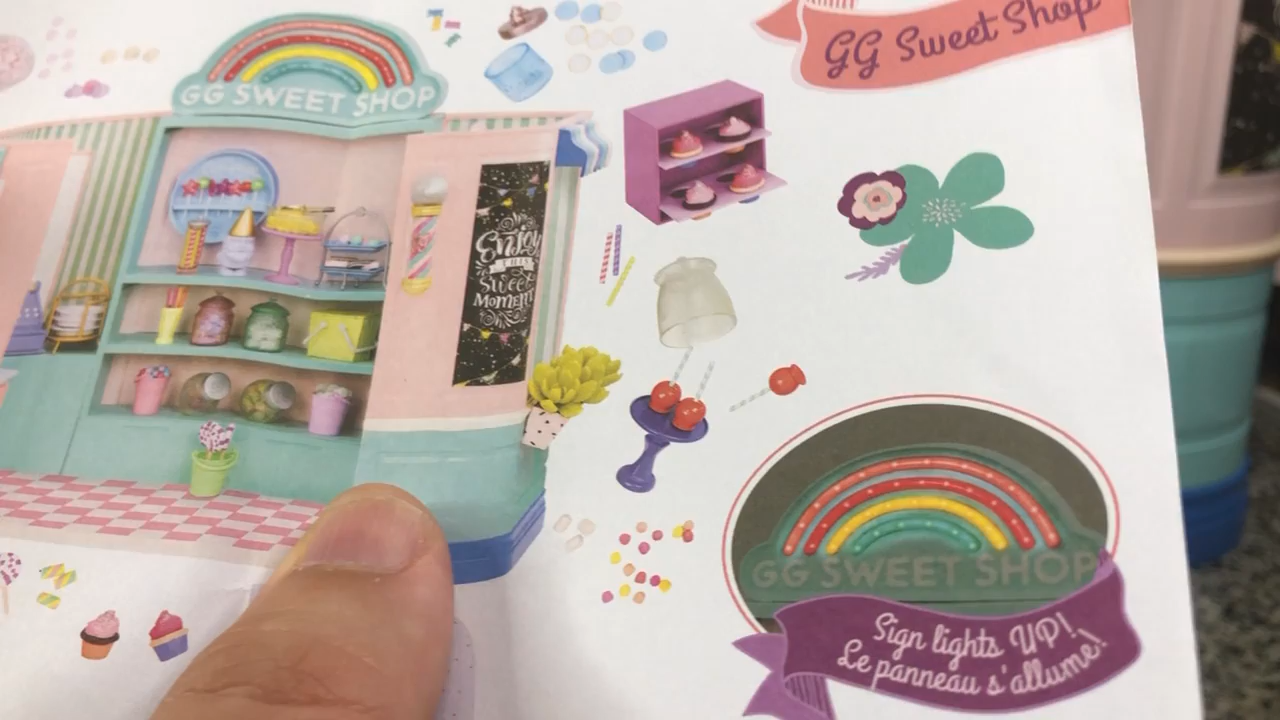 GG Sweet Shop
GG SWEET SHOP
Enjoy
THIS
Sweet
Moment
GG SWEET SHOP
Sign lights UP!
Le panneau s'allume!